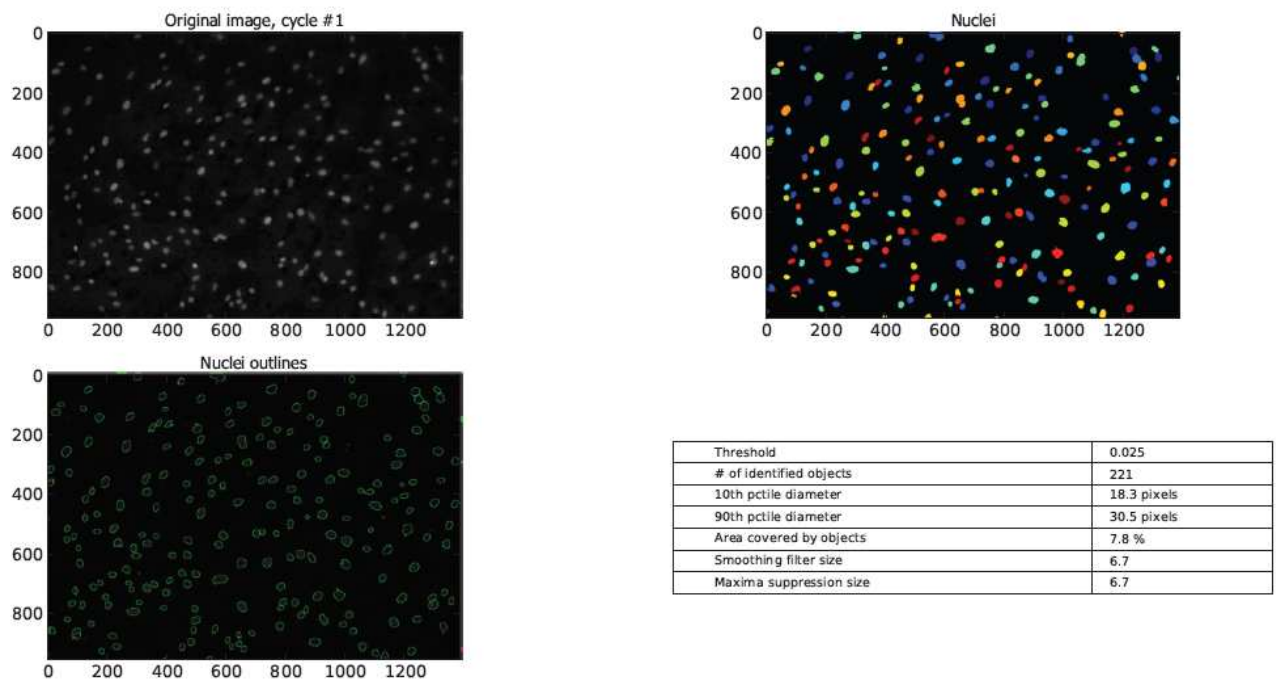 Original image, cycle #1
0
200
400
600
800
0 200 400 600 800 1000 1200
Nuclei
0
200
400
600
800
0 200 400 600 800 1000 1200
Nuclei outlines
0
200
400
600
800
0 200 400 600 800 1000 1200
Threshold 0.025
# of identified objects 221
10th pctile diameter 18.3 pixels
90th pctile diameter 30.5 pixels
Area covered by objects 7.8 %
Smoothing filter size 6.7
Maxima suppression size 6.7